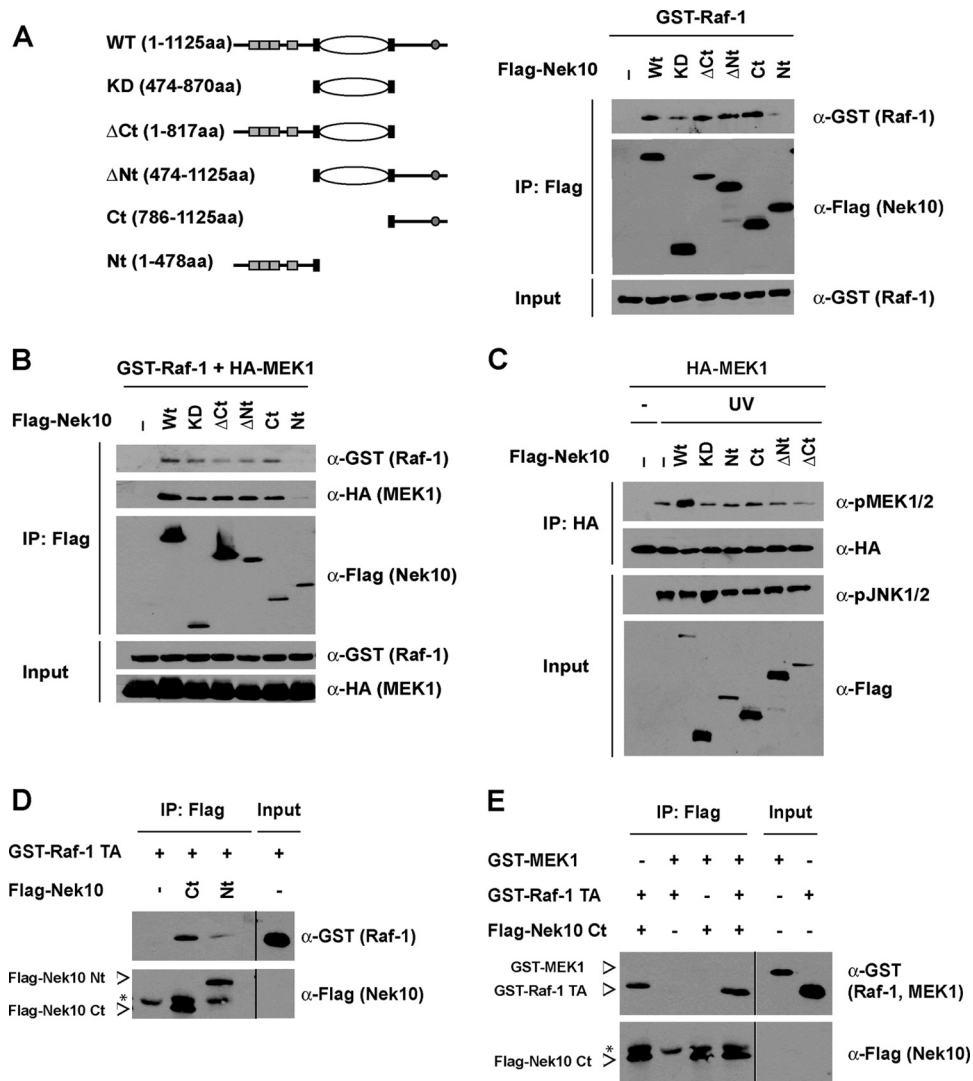 A
WT (1-1125aa)
KD (474-870aa)
ΔCt (1-817aa)
ΔNt (474-1125aa)
Ct (786-1125aa)
Nt (1-478aa)
GST-Raf-1
Flag-Nek10 – Wt KD ΔCt ΔNt Ct Nt
α-GST (Raf-1)
IP: Flag
α-Flag (Nek10)
Input
α-GST (Raf-1)
B
GST-Raf-1 + HA-MEK1
Flag-Nek10 – Wt KD ΔCt ΔNt Ct Nt
α-GST (Raf-1)
α-HA (MEK1)
IP: Flag
α-Flag (Nek10)
α-GST (Raf-1)
Input
α-HA (MEK1)
C
HA-MEK1
- UV
Flag-Nek10 – – Wt KD Nt Ct ΔNt ΔCt
α-pMEK1/2
IP: HA
α-HA
α-pJNK1/2
Input
α-Flag
D
IP: Flag Input
GST-Raf-1 TA + + + +
Flag-Nek10 - Ct Nt -
α-GST (Raf-1)
Flag-Nek10 Nt
α-Flag (Nek10)
*
Flag-Nek10 Ct
E
IP: Flag Input
GST-MEK1 - + + + + -
GST-Raf-1 TA + + - + - +
Flag-Nek10 Ct + - + + - -
GST-MEK1
α-GST
GST-Raf-1 TA
(Raf-1, MEK1)
*
Flag-Nek10 Ct
α-Flag (Nek10)